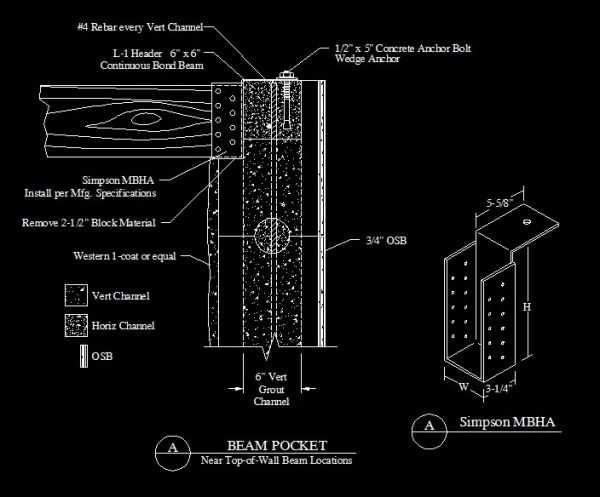 #4 Rebar every Vert Channel
L-1 Header 6" x 6"
Continuous Bond Beam
1/2" x 5" Concrete Anchor Bolt
Wedge Anchor
Simpson MBHA
Install per Mfg. Specifications
Remove 2-1/2" Block Material
Western 1-coat or equal
3/4" OSB
Vert Channel
Horiz Channel
OSB
6" Vert
Grout
Channel
A
BEAM POCKET
Near Top-of-Wall Beam Locations
5-5/8"
H
W
3-1/4"
A
Simpson MBHA